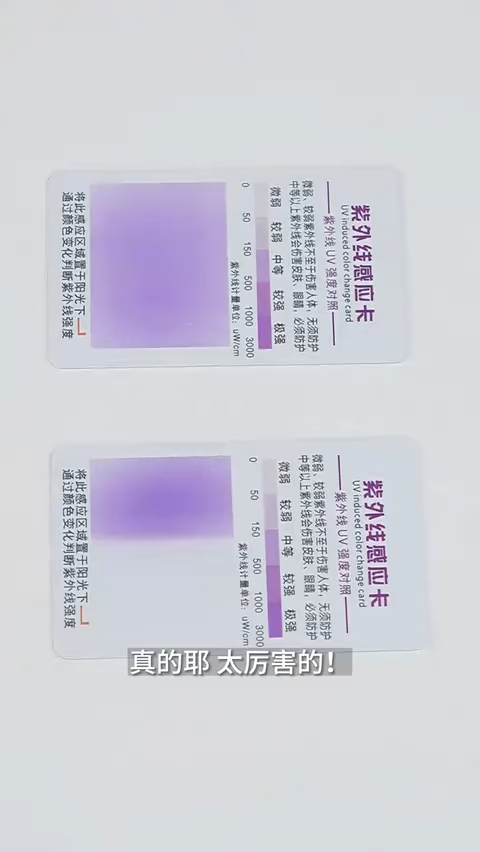 紫外线感应卡
UV induced color change card
紫外线 UV 强度对照
微弱、较弱紫外线不至于伤害人体，无须防护
中等以上紫外线会伤害皮肤、眼睛，必须防护
微弱 较弱 中等 较强 极强
0 50 150 500 1000 3000
紫外线计量单位：uW/cm
将此感应区域置于阳光下
通过颜色变化判断紫外线强度
紫外线感应卡
UV induced color change card
紫外线 UV 强度对照
微弱、较弱紫外线不至于伤害人体，无须防护
中等以上紫外线会伤害皮肤、眼睛，必须防护
微弱 较弱 中等 较强 极强
0 50 150 500 1000 3000
紫外线计量单位：uW/cm
将此感应区域置于阳光下
通过颜色变化判断紫外线强度
真的耶 太厉害的！